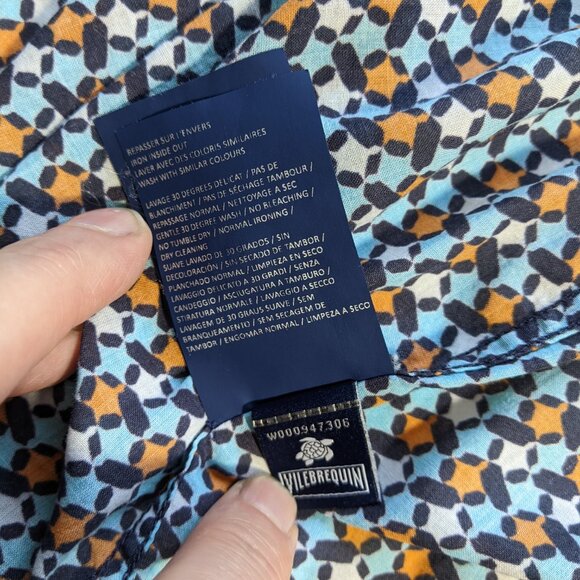 REPASSER SUR L'ENVERS
IRON INSIDE OUT
LAVER AVEC DES COLORIS SIMILAIRES
WASH WITH SIMILAR COLOURS
LAVAGE 30 DEGRES DELICAT / PAS DE
BLANCHIMENT / PAS DE SÉCHAGE TAMBOUR /
REPASSAGE NORMAL / NETTOYAGE A SEC
GENTLE 30 DEGREE WASH / NO BLEACHING /
NO TUMBLE DRY / NORMAL IRONING /
DRY CLEANING
SUAVE LAVADO DE 30 GRADOS / SIN
DECOLORACIÓN / SIN SECADO DE TAMBOR /
PLANCHADO NORMAL / LIMPIEZA EN SECO
LAVAGGIO DELICATO A 30 GRADI / SENZA
CANDEGGIO / ASCIUGATURA A TAMBURO /
STIRATURA NORMALE / LAVAGGIO A SECCO
LAVAGEM DE 30 GRAUS SUAVE / SEM
BRANQUEAMENTO / SEM SECAGEM DE
TAMBOR / ENGOMAR NORMAL / LIMPEZA A SECO
W000947306
VILEBREQUIN